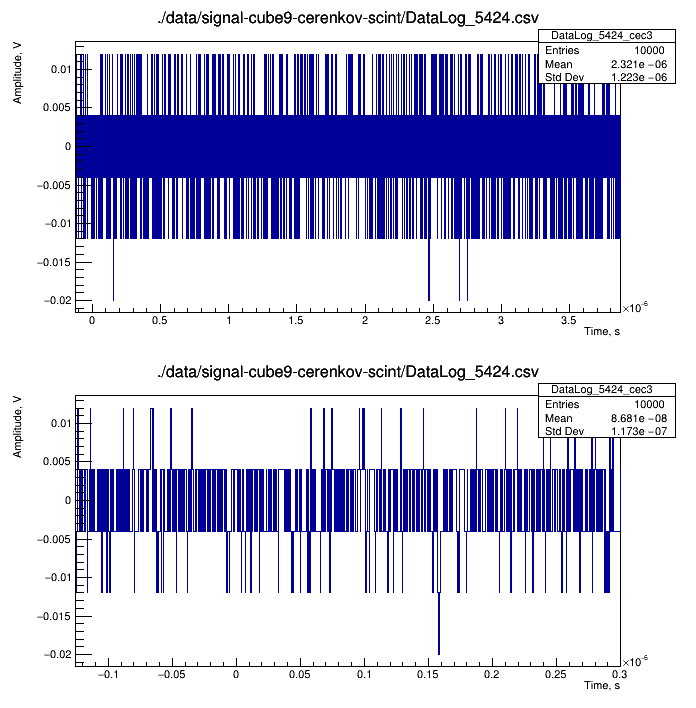 ./data/signal-cube9-cerenkov-scint/DataLog_5424.csv
DataLog_5424_cec3
Entries 10000
Mean 2.321e −06
Std Dev 1.223e −06
Amplitude, V
0.01
0.005
0
−0.005
−0.01
−0.015
−0.02
0 0.5 1 1.5 2 2.5 3 3.5
×10⁻⁶
Time, s
./data/signal-cube9-cerenkov-scint/DataLog_5424.csv
DataLog_5424_cec3
Entries 10000
Mean 8.681e −08
Std Dev 1.173e −07
Amplitude, V
0.01
0.005
0
−0.005
−0.01
−0.015
−0.02
−0.1 −0.05 0 0.05 0.1 0.15 0.2 0.25 0.3
×10⁻⁶
Time, s